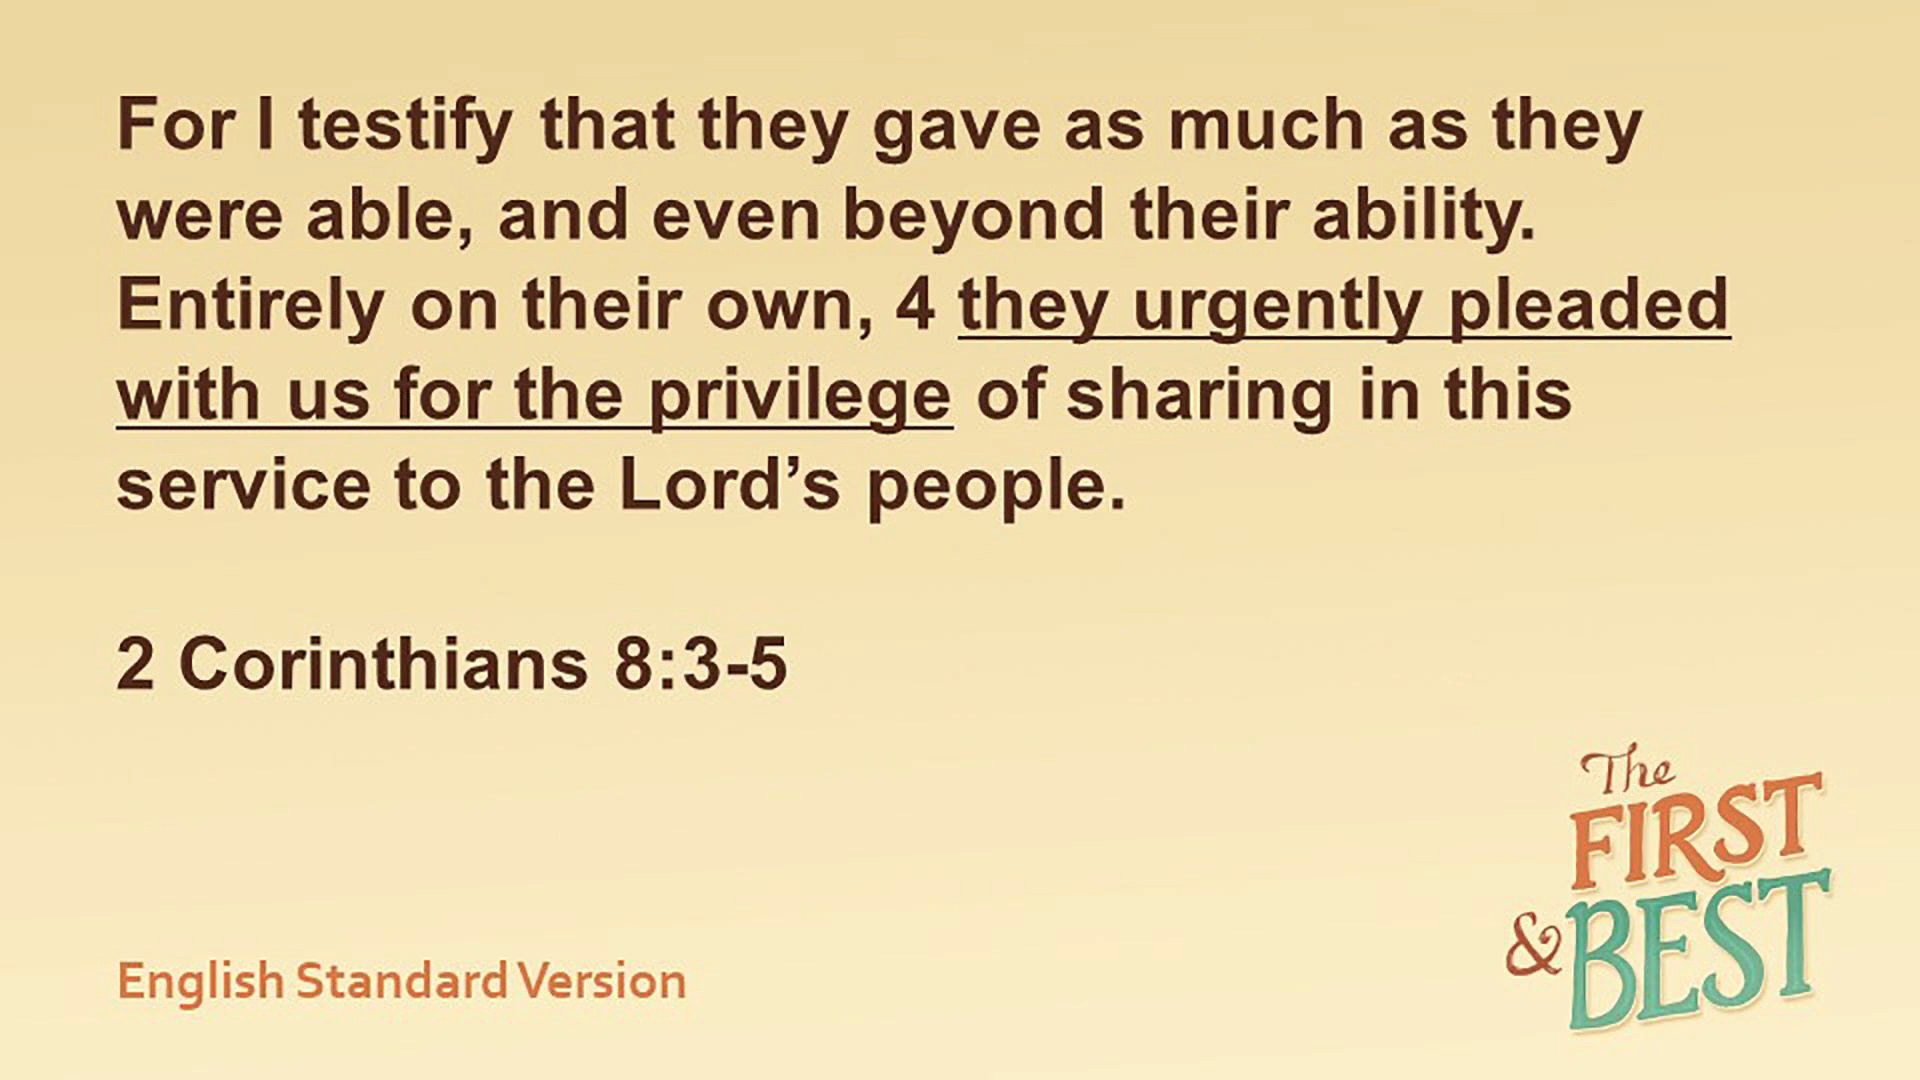 For I testify that they gave as much as they
were able, and even beyond their ability.
Entirely on their own, 4 they urgently pleaded
with us for the privilege of sharing in this
service to the Lord’s people.
2 Corinthians 8:3-5
The
FIRST
& BEST
English Standard Version